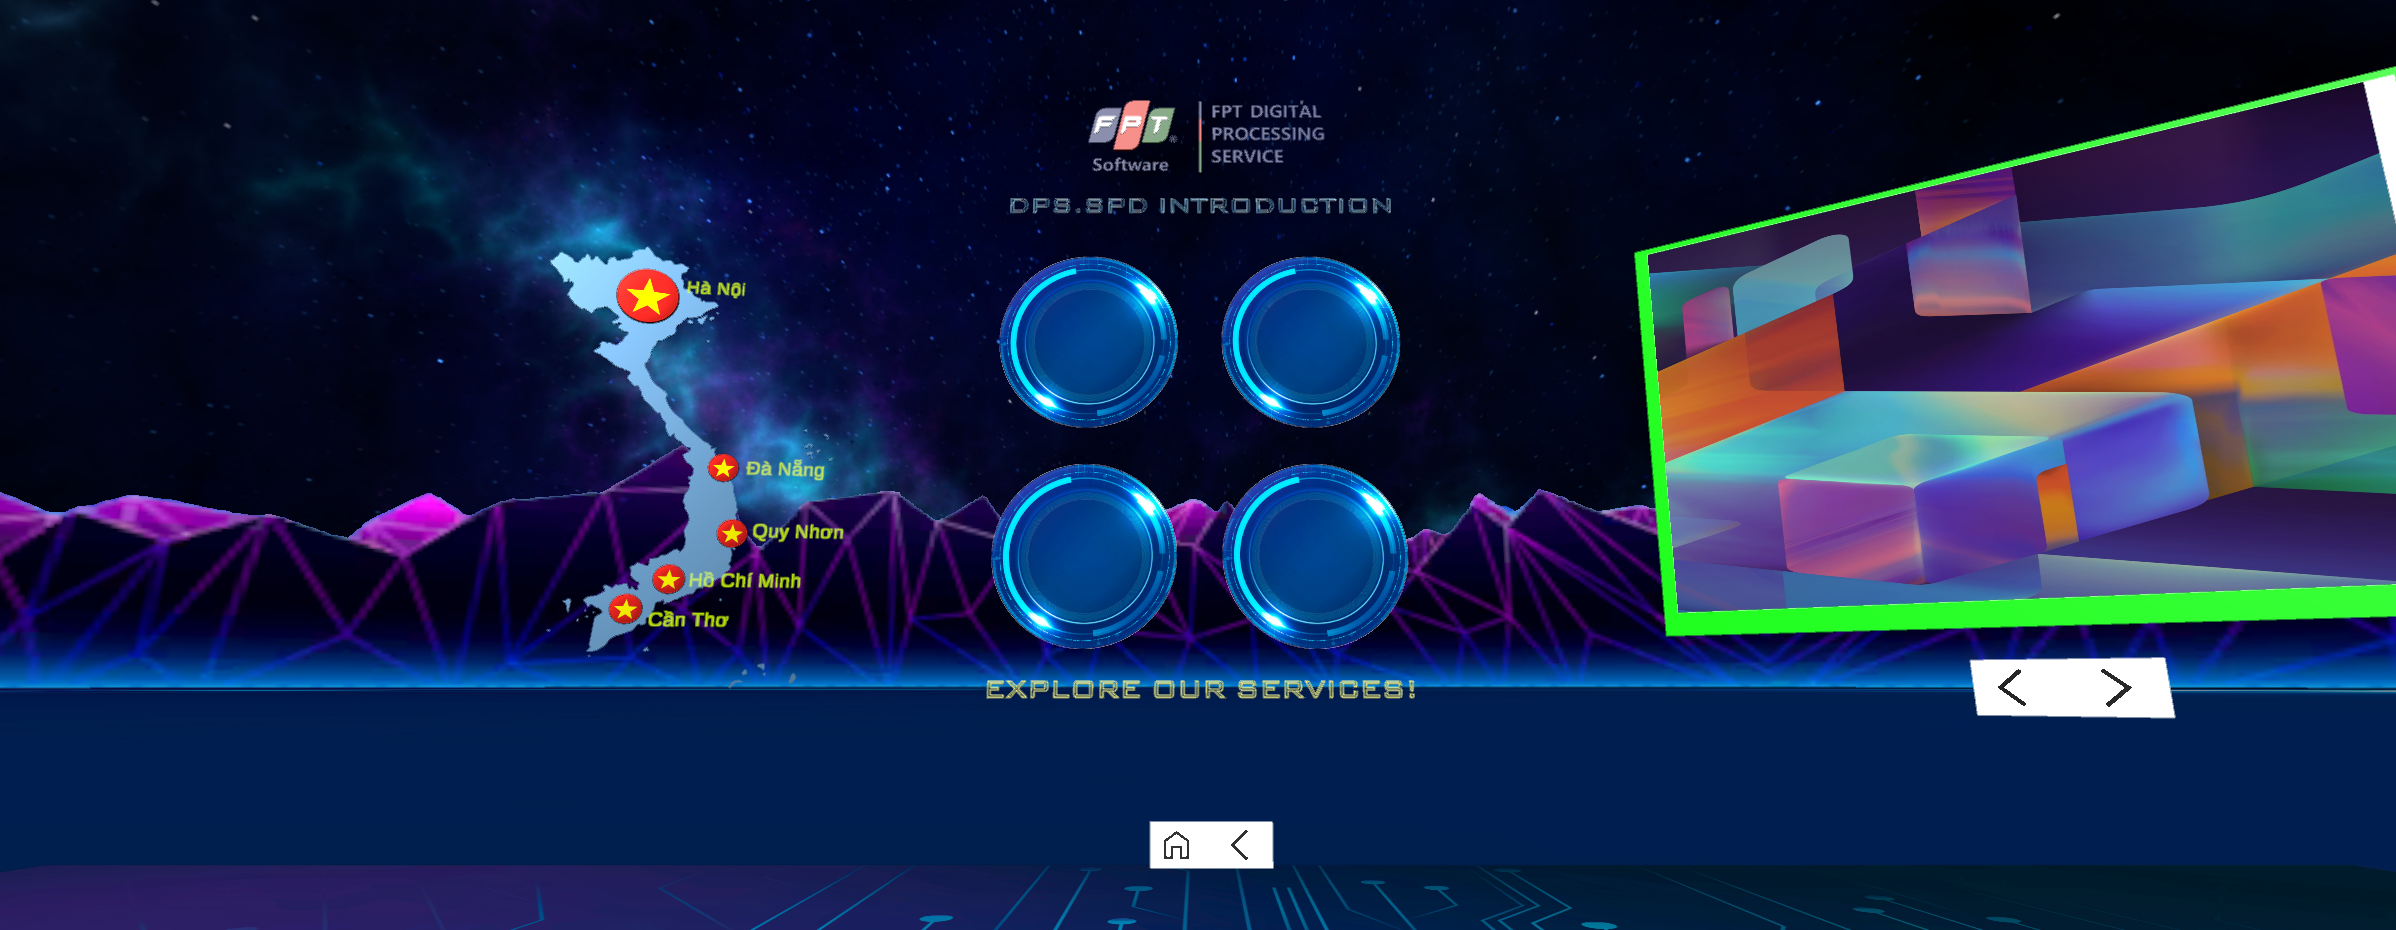 FPT
Software
FPT DIGITAL
PROCESSING
SERVICE
DPS.SPD INTRODUCTION
Hà Nội
Đà Nẵng
Quy Nhơn
Hồ Chí Minh
Cần Thơ
EXPLORE OUR SERVICES!